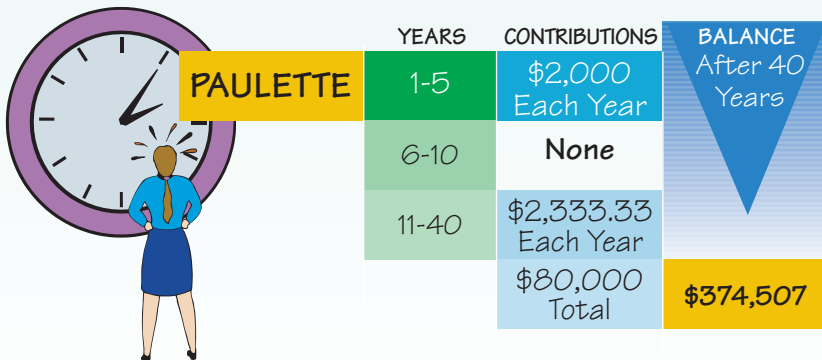 YEARS CONTRIBUTIONS BALANCE
After 40
Years
PAULETTE 1-5 $2,000
Each Year
6-10 None
11-40 $2,333.33
Each Year
$80,000
Total
$374,507